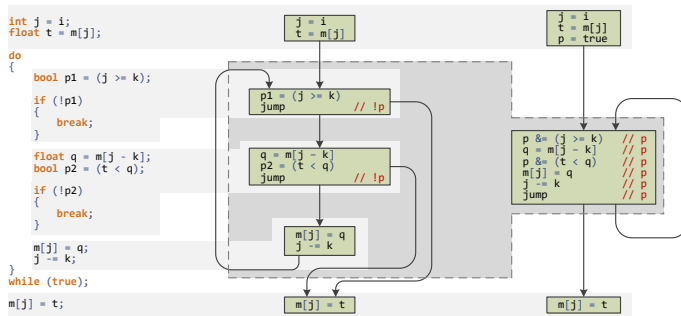 int j = i;
float t = m[j];
do
{
bool p1 = (j >= k);
if (!p1)
{
break;
}
float q = m[j - k];
bool p2 = (t < q);
if (!p2)
{
break;
}
m[j] = q;
j -= k;
}
while (true);
m[j] = t;
j = i
t = m[j]
p1 = (j >= k)
jump // !p
q = m[j - k]
p2 = (t < q)
jump // !p
m[j] = q
j -= k
m[j] = t
j = i
t = m[j]
p = true
p &= (j >= k) // p
q = m[j - k] // p
p &= (t < q) // p
m[j] = q // p
j -= k // p
jump // p
m[j] = t